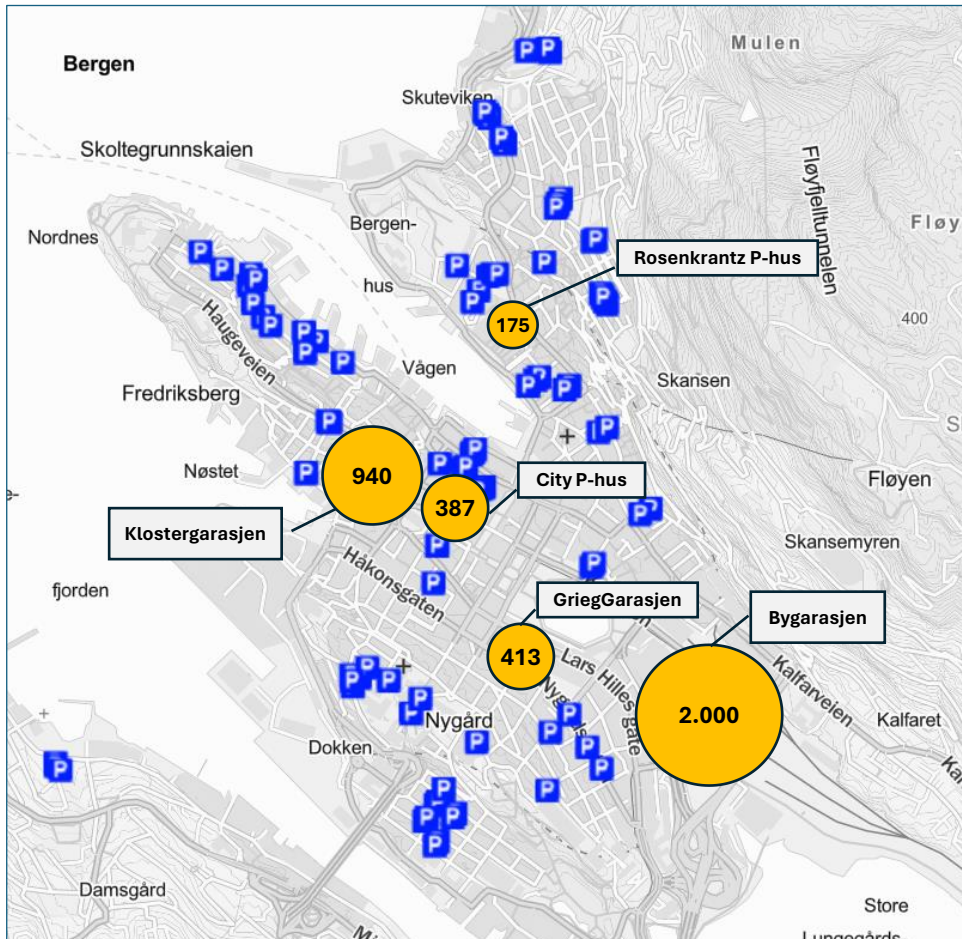 Mulen
Bergen
Skuteviken
Skoltegrunnskaien
Fløyfjelltunnelen
Fløy
Bergen-
hus
Nordnes
Rosenkrantz P-hus
175
400
Haugeveien
Vågen
Skansen
Fredriksberg
Nøstet
940
City P-hus
387
Fløyen
Klostergarasjen
Skansemyren
Håkonsgaten
fjorden
GriegGarasjen
Bygarasjen
413
Lars Hilles gate
Kalfarveien
2.000
Nygård
Kalfaret
Dokken
Damsgård
Store
Lungegårds